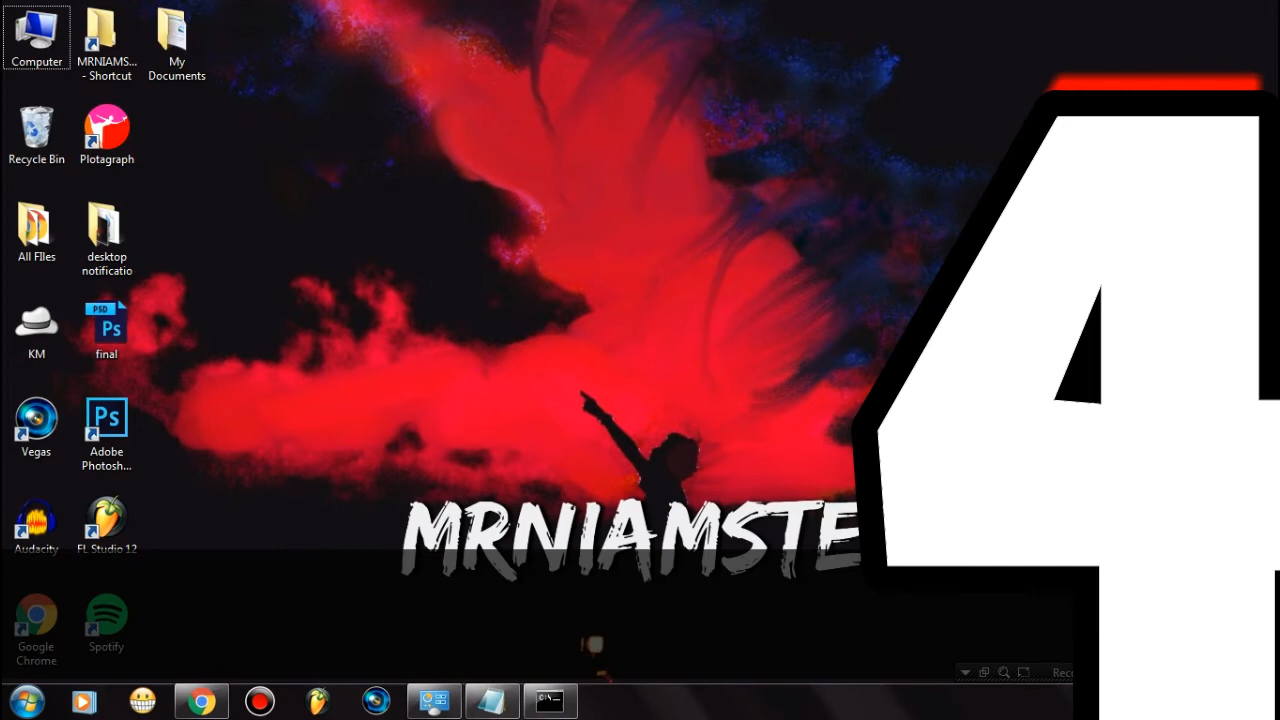 Computer
MRNIAMS...
- Shortcut
My
Documents
Recycle Bin
Plotagraph
All FIles
desktop
notificatio
KM
PSD
Ps
final
Vegas
Ps
Adobe
Photosh...
Audacity
FL Studio 12
Google
Chrome
Spotify
MRNIAMSTE
4
Rec
C:\